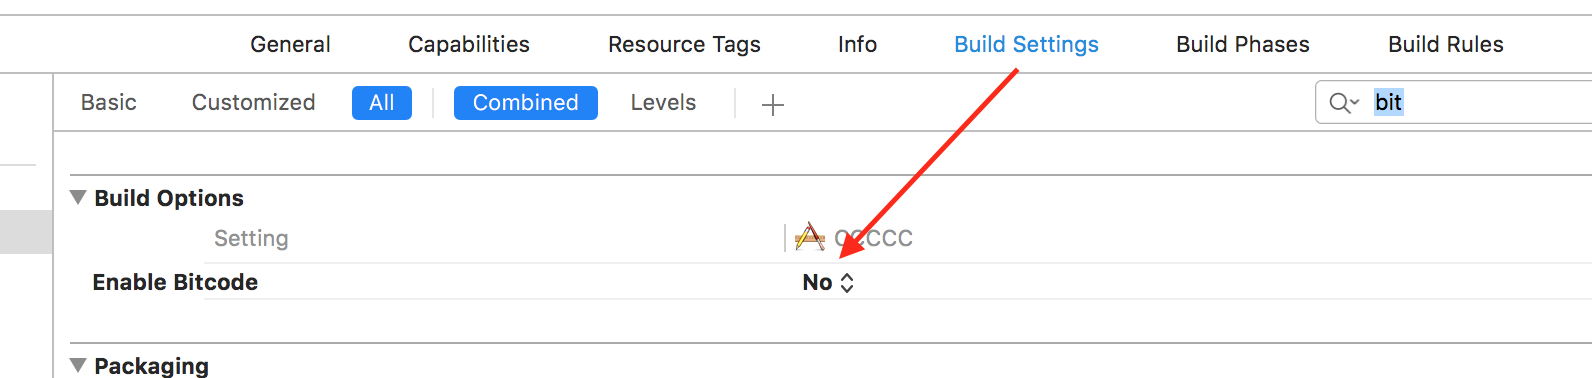 General Capabilities Resource Tags Info Build Settings Build Phases Build Rules
Basic Customized All Combined Levels bit
Build Options
Setting CCCCC
Enable Bitcode No
Packaging